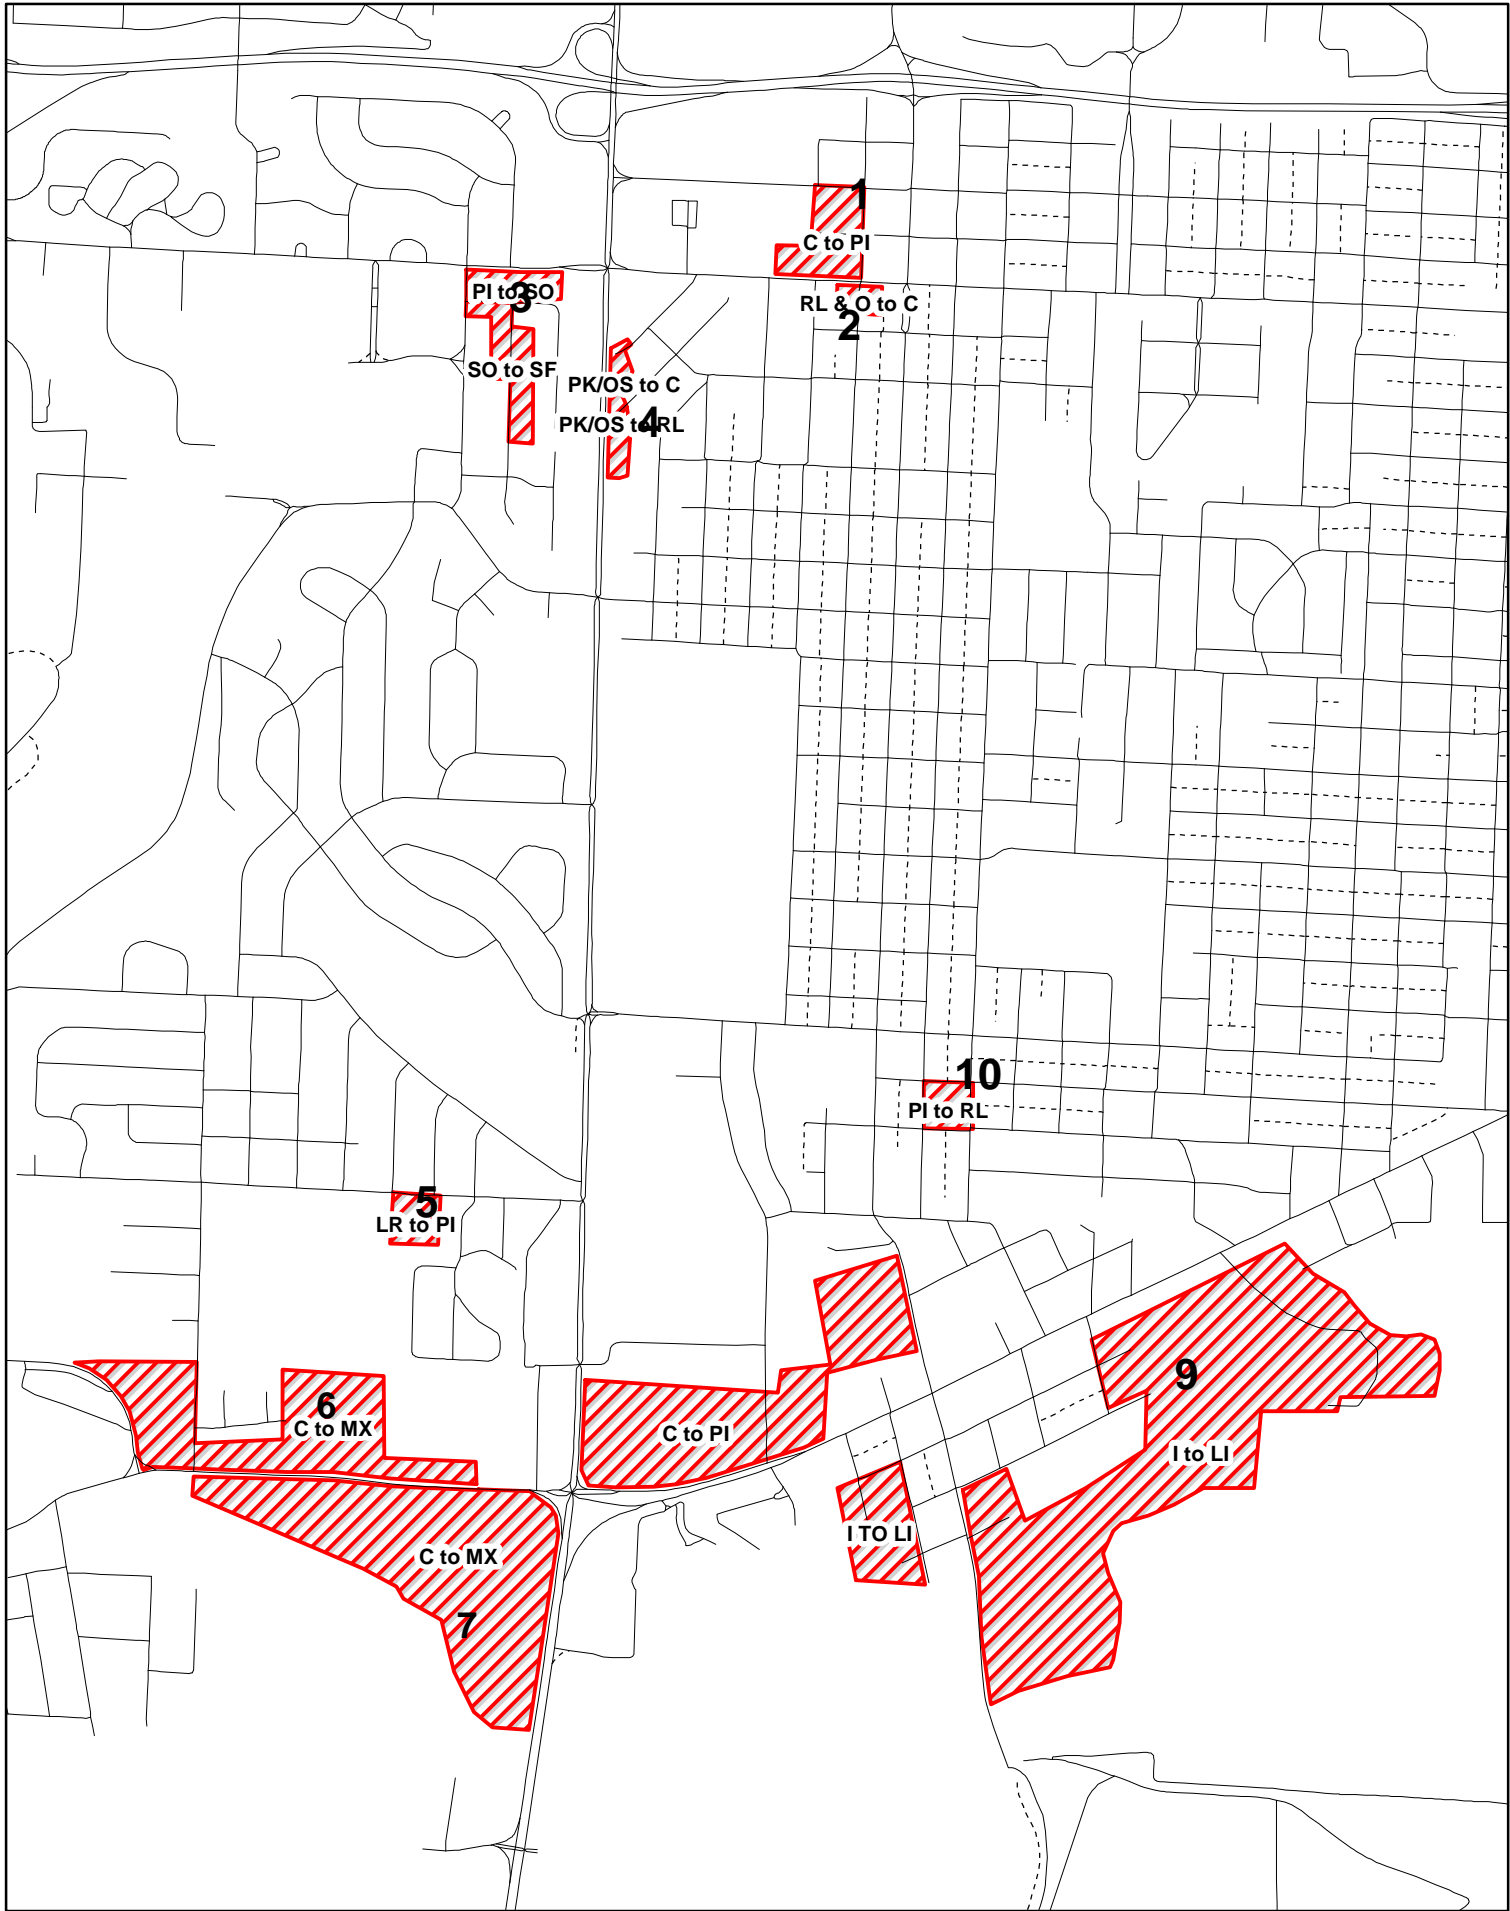 1
C to PI
PI to SO
3
RL & O to C
2
SO to SF
PK/OS to C
PK/OS to RL
4
10
PI to RL
5
LR to PI
9
6
C to MX
C to PI
I to LI
I TO LI
C to MX
7